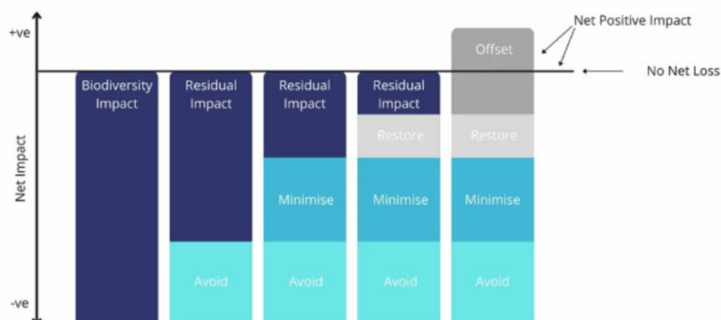 +ve
Net Positive Impact
Offset
No Net Loss
Biodiversity
Impact
Residual
Impact
Residual
Impact
Residual
Impact
Restore
Restore
Net Impact
Minimise
Minimise
Minimise
Avoid
Avoid
Avoid
Avoid
-ve